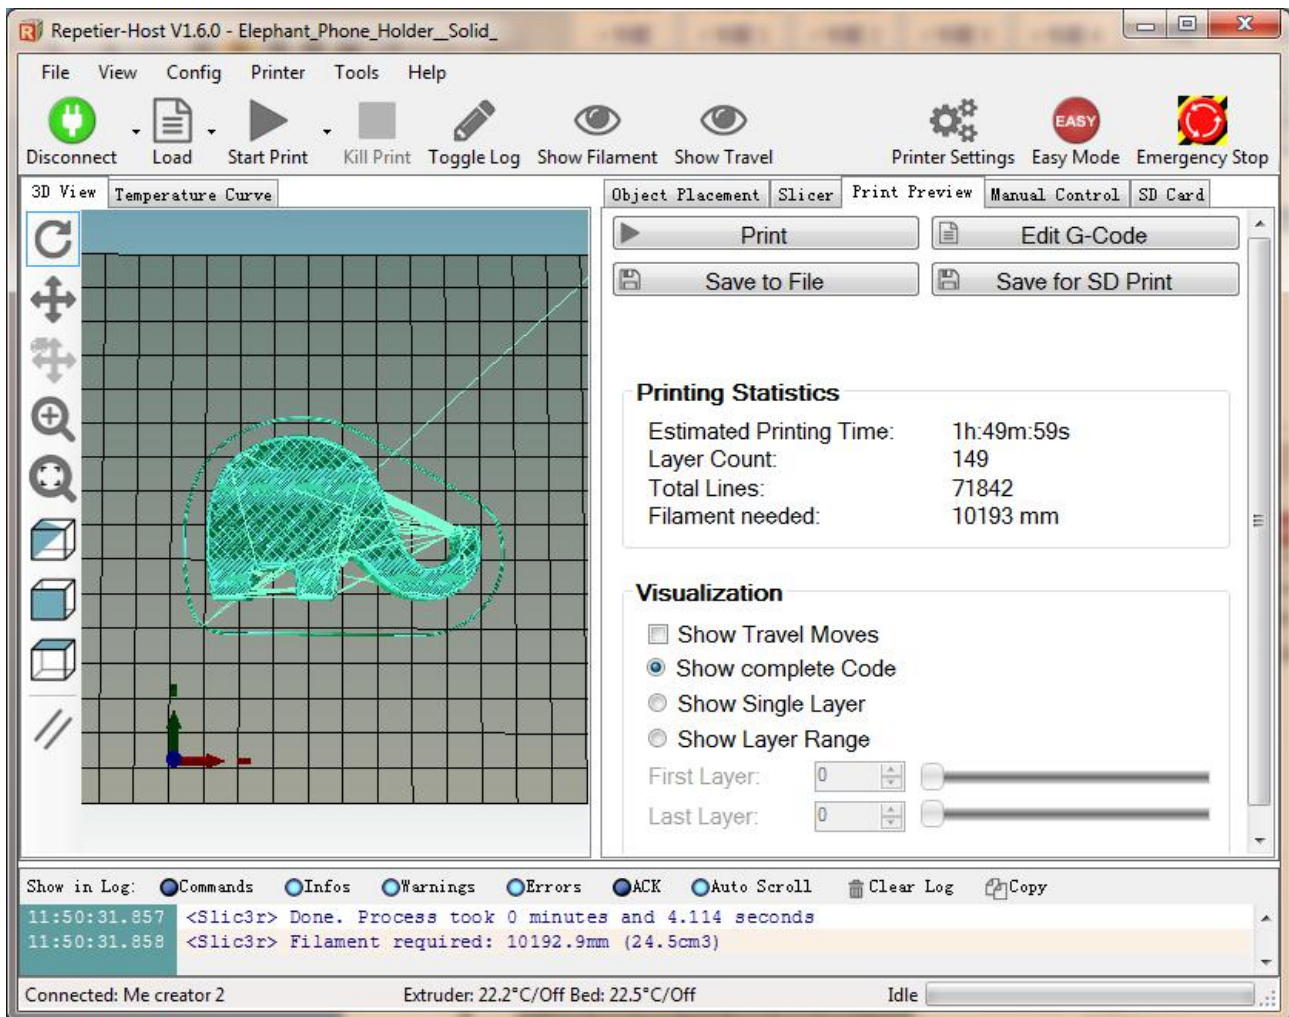 Repetier-Host V1.6.0 - Elephant_Phone_Holder__Solid_
File View Config Printer Tools Help
EASY
Disconnect Load Start Print Kill Print Toggle Log Show Filament Show Travel Printer Settings Easy Mode Emergency Stop
3D View Temperature Curve Object Placement Slicer Print Preview Manual Control SD Card
Print Edit G-Code
Save to File Save for SD Print
Printing Statistics
Estimated Printing Time: 1h:49m:59s
Layer Count: 149
Total Lines: 71842
Filament needed: 10193 mm
Visualization
Show Travel Moves
Show complete Code
Show Single Layer
Show Layer Range
First Layer: 0
Last Layer: 0
Show in Log: Commands Infos Warnings Errors ACK Auto Scroll Clear Log Copy
11:50:31.857 <Slic3r> Done. Process took 0 minutes and 4.114 seconds
11:50:31.858 <Slic3r> Filament required: 10192.9mm (24.5cm3)
Connected: Me creator 2 Extruder: 22.2°C/Off Bed: 22.5°C/Off Idle